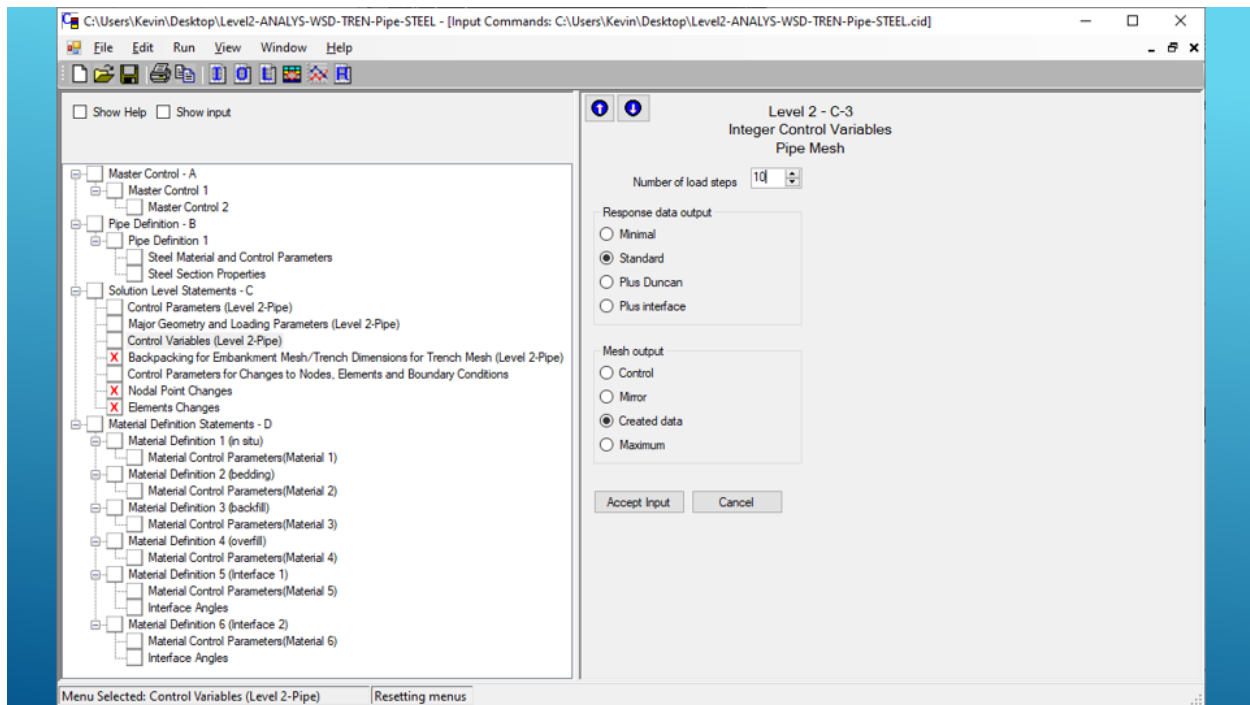 C:\Users\Kevin\Desktop\Level2-ANALYS-WSD-TREN-Pipe-STEEL - [Input Commands: C:\Users\Kevin\Desktop\Level2-ANALYS-WSD-TREN-Pipe-STEEL.cid]
File Edit Run View Window Help
Show Help Show input
Master Control - A
Master Control 1
Master Control 2
Pipe Definition - B
Pipe Definition 1
Steel Material and Control Parameters
Steel Section Properties
Solution Level Statements - C
Control Parameters (Level 2-Pipe)
Major Geometry and Loading Parameters (Level 2-Pipe)
Control Variables (Level 2-Pipe)
X Backpacking for Embankment Mesh/Trench Dimensions for Trench Mesh (Level 2-Pipe)
Control Parameters for Changes to Nodes, Elements and Boundary Conditions
X Nodal Point Changes
X Elements Changes
Material Definition Statements - D
Material Definition 1 (in situ)
Material Control Parameters(Material 1)
Material Definition 2 (bedding)
Material Control Parameters(Material 2)
Material Definition 3 (backfill)
Material Control Parameters(Material 3)
Material Definition 4 (overfill)
Material Control Parameters(Material 4)
Material Definition 5 (Interface 1)
Material Control Parameters(Material 5)
Interface Angles
Material Definition 6 (Interface 2)
Material Control Parameters(Material 6)
Interface Angles
Level 2 - C-3
Integer Control Variables
Pipe Mesh
Number of load steps 10
Response data output
Minimal
Standard
Plus Duncan
Plus interface
Mesh output
Control
Mirror
Created data
Maximum
Accept Input Cancel
Menu Selected: Control Variables (Level 2-Pipe) Resetting menus